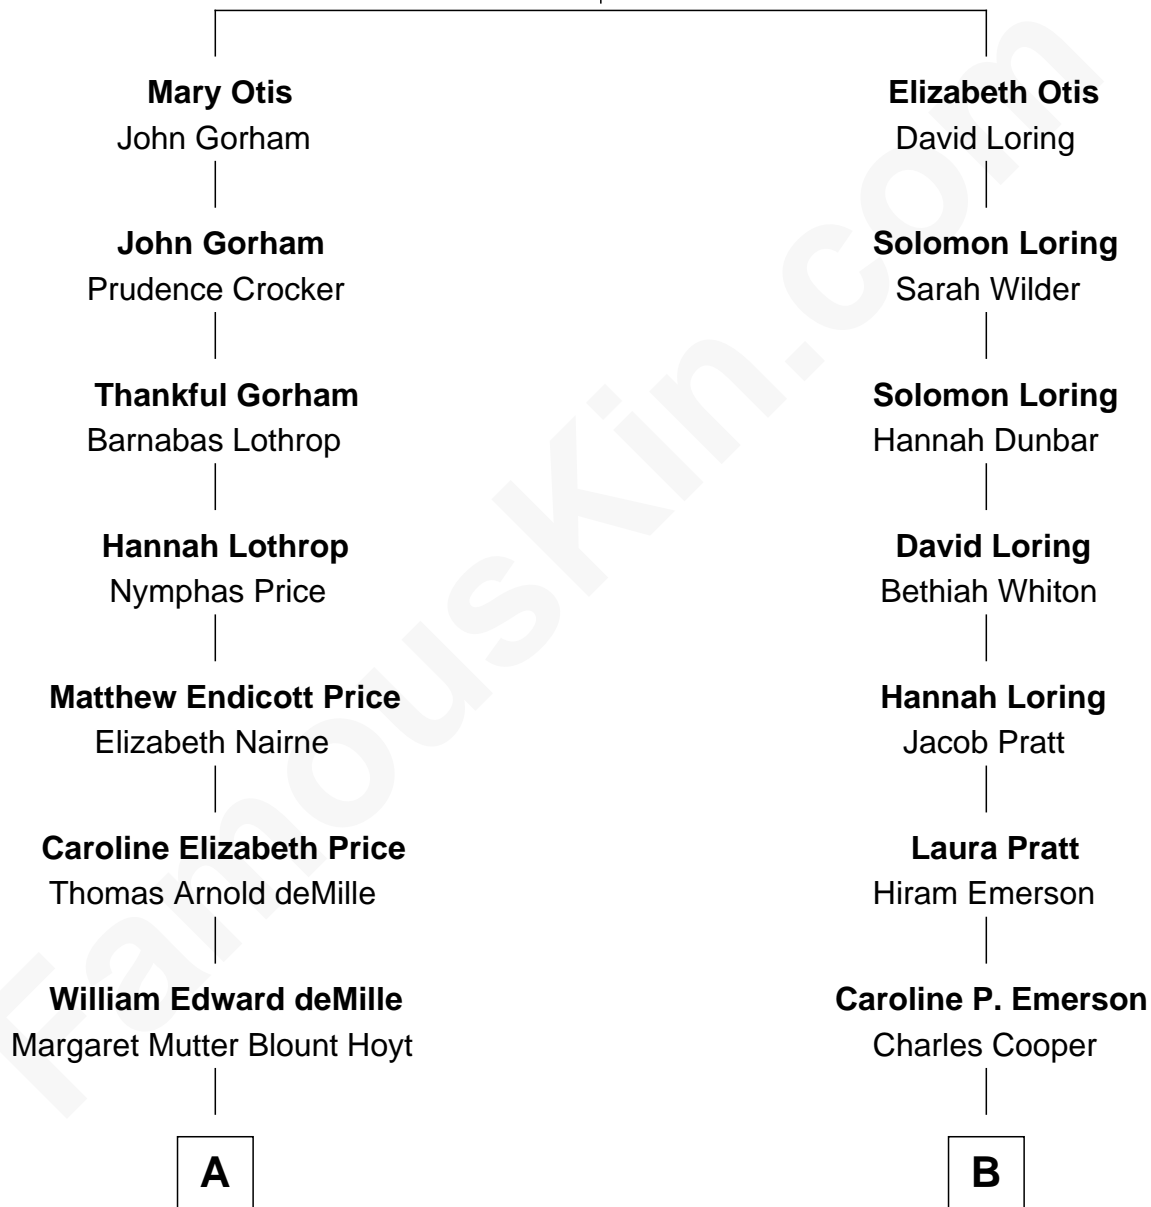 Mary Otis
John Gorham
Elizabeth Otis
David Loring
John Gorham
Prudence Crocker
Solomon Loring
Sarah Wilder
Thankful Gorham
Barnabas Lothrop
Solomon Loring
Hannah Dunbar
Hannah Lothrop
Nymphas Price
David Loring
Bethiah Whiton
Matthew Endicott Price
Elizabeth Nairne
Hannah Loring
Jacob Pratt
Caroline Elizabeth Price
Thomas Arnold deMille
Laura Pratt
Hiram Emerson
William Edward deMille
Margaret Mutter Blount Hoyt
Caroline P. Emerson
Charles Cooper
A
B
FamousKin.com